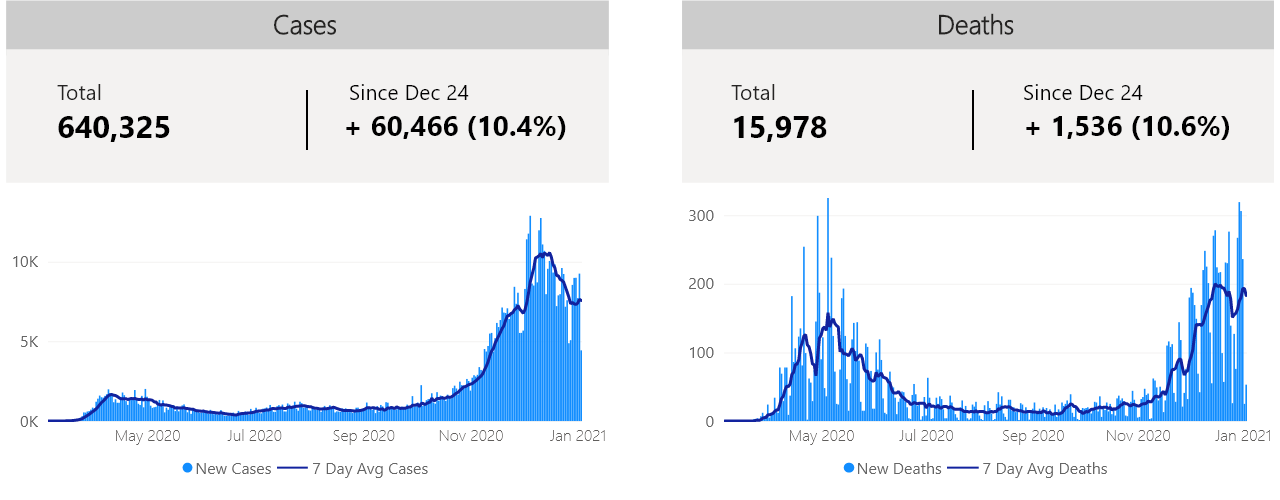 Cases
Total
640,325
Since Dec 24
+ 60,466 (10.4%)
10K
5K
0K
May 2020 Jul 2020 Sep 2020 Nov 2020 Jan 2021
New Cases 7 Day Avg Cases
Deaths
Total
15,978
Since Dec 24
+ 1,536 (10.6%)
300
200
100
0
May 2020 Jul 2020 Sep 2020 Nov 2020 Jan 2021
New Deaths 7 Day Avg Deaths